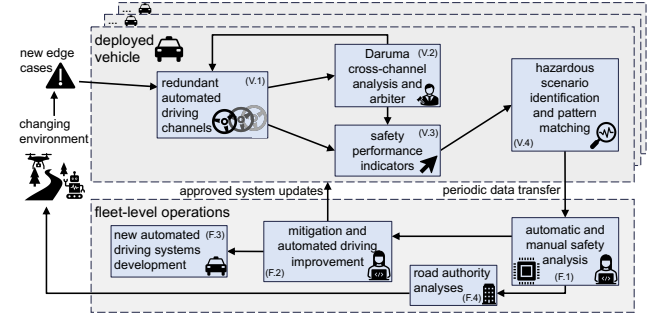 ...
...
deployed
vehicle
new edge
cases
changing
environment
redundant (V.1)
automated
driving
channels
Daruma (V.2)
cross-channel
analysis and
arbiter
safety (V.3)
performance
indicators
hazardous
scenario
identification
and pattern
matching
(V.4)
approved system updates
periodic data transfer
fleet-level operations
new automated (F.3)
driving systems
development
mitigation and
automated driving
improvement
(F.2)
automatic and
manual safety
analysis
(F.1)
road authority
analyses
(F.4)